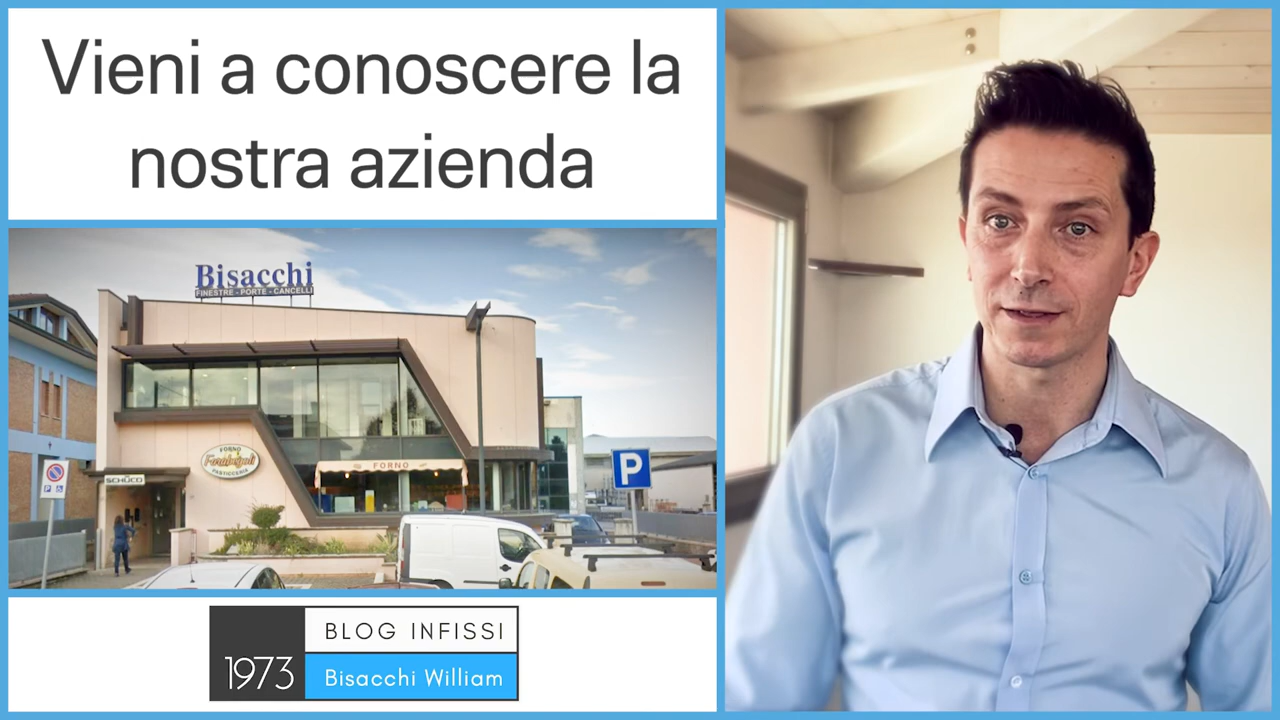 Vieni a conoscere la
nostra azienda
Bisacchi
FINESTRE - PORTE - CANCELLI
FORNO
PASTICCERIA
FORNO
SCHÜCO
P
1973
BLOG INFISSI
Bisacchi William